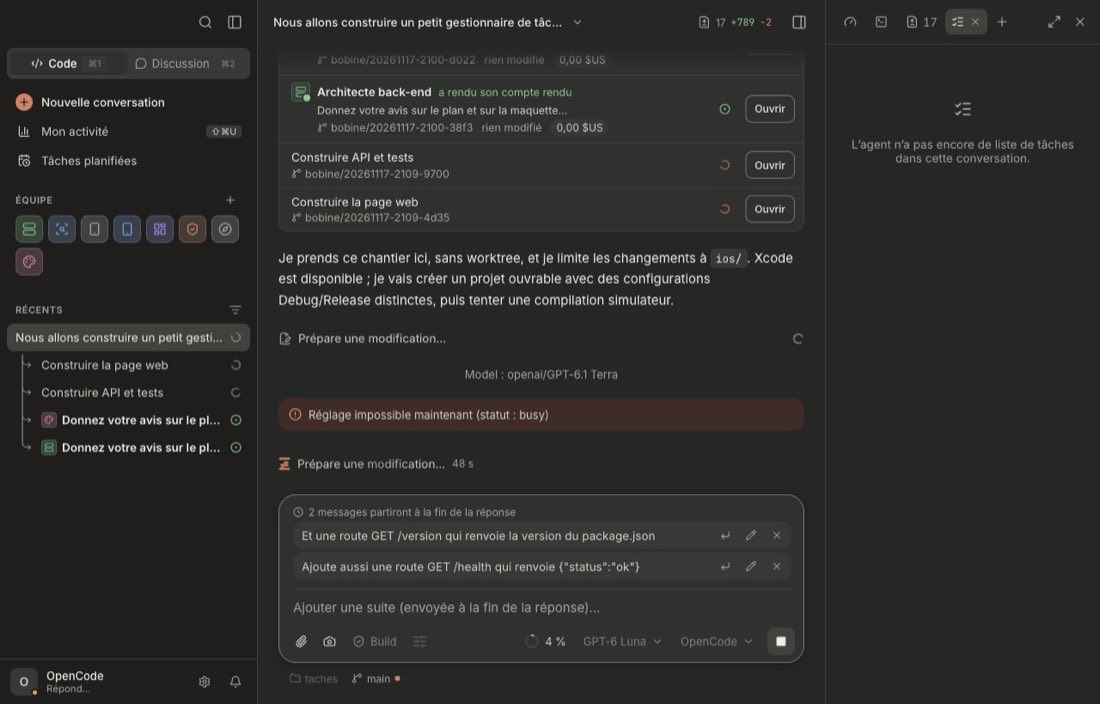 Code ⌘1
Discussion ⌘2
Nouvelle conversation
Mon activité ⇧⌘U
Tâches planifiées
ÉQUIPE
RÉCENTS
Nous allons construire un petit gesti...
Construire la page web
Construire API et tests
Donnez votre avis sur le pl...
Donnez votre avis sur le pl...
O
OpenCode
Répond...
Nous allons construire un petit gestionnaire de tâc...
17 +789 -2
bobine/20261117-2100-d022 rien modifié 0,00 $US
Architecte back-end a rendu son compte rendu
Donnez votre avis sur le plan et sur la maquette...
bobine/20261117-2100-38f3 rien modifié 0,00 $US
Ouvrir
Construire API et tests
bobine/20261117-2109-9700
Ouvrir
Construire la page web
bobine/20261117-2109-4d35
Ouvrir
Je prends ce chantier ici, sans worktree, et je limite les changements à ios/. Xcode
est disponible ; je vais créer un projet ouvrable avec des configurations
Debug/Release distinctes, puis tenter une compilation simulateur.
Prépare une modification...
Model : openai/GPT-6.1 Terra
Réglage impossible maintenant (statut : busy)
Prépare une modification... 48 s
2 messages partiront à la fin de la réponse
Et une route GET /version qui renvoie la version du package.json
Ajoute aussi une route GET /health qui renvoie {"status":"ok"}
Ajouter une suite (envoyée à la fin de la réponse)...
Build
4 %
GPT-6 Luna
OpenCode
taches
main
17
L'agent n'a pas encore de liste de tâches
dans cette conversation.